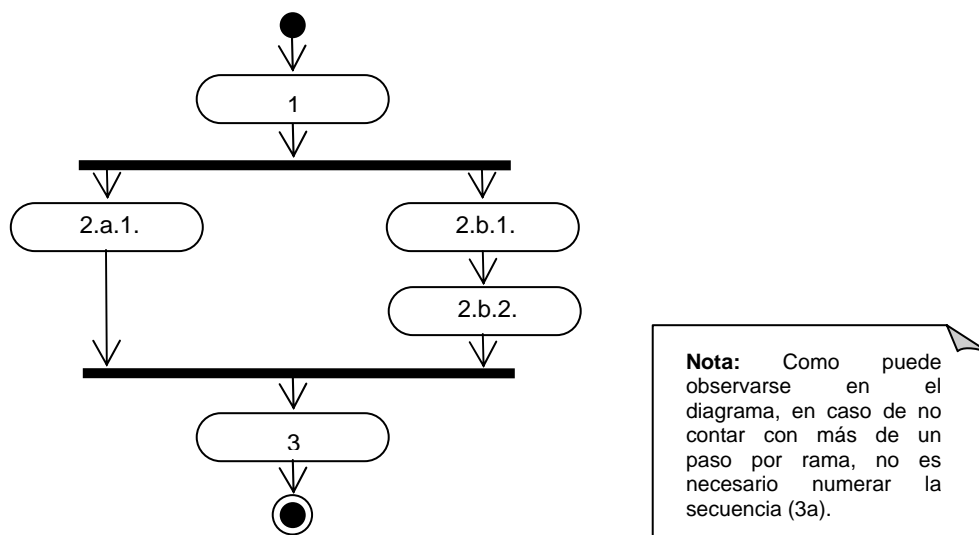 1
2.a.1.
2.b.1.
2.b.2.
3
Nota: Como puede
observarse en el
diagrama, en caso de no
contar con más de un
paso por rama, no es
necesario numerar la
secuencia (3a).